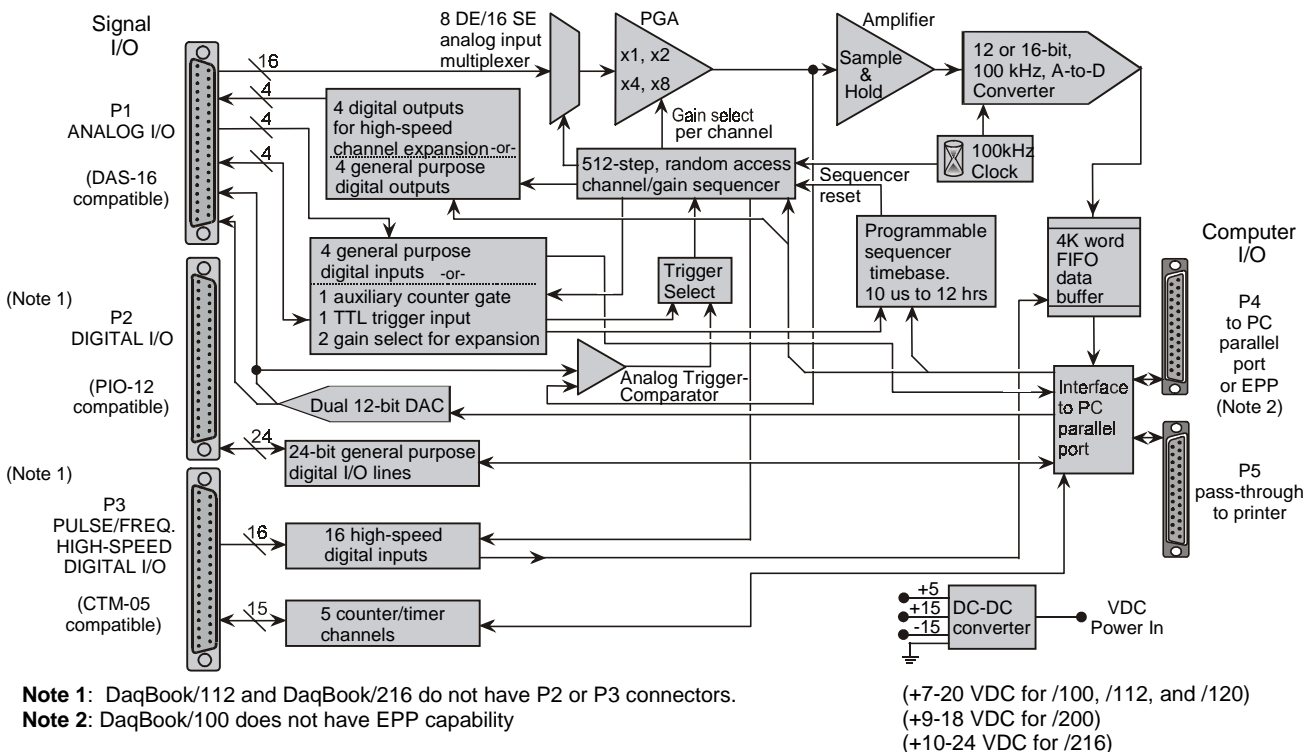 Signal
I/O
P1
ANALOG I/O
(DAS-16
compatible)
(Note 1)
P2
DIGITAL I/O
(PIO-12
compatible)
(Note 1)
P3
PULSE/FREQ.
HIGH-SPEED
DIGITAL I/O
(CTM-05
compatible)
16
4
4
4
24
16
15
8 DE/16 SE
analog input
multiplexer
PGA
x1, x2
x4, x8
Gain select
per channel
Amplifier
Sample
&
Hold
12 or 16-bit,
100 kHz, A-to-D
Converter
100kHz
Clock
4 digital outputs
for high-speed
channel expansion -or-
4 general purpose
digital outputs
512-step, random access
channel/gain sequencer
Sequencer
reset
4 general purpose
digital inputs -or-
1 auxiliary counter gate
1 TTL trigger input
2 gain select for expansion
Trigger
Select
Programmable
sequencer
timebase.
10 us to 12 hrs
4K word
FIFO
data
buffer
Analog Trigger-
Comparator
Dual 12-bit DAC
Interface
to PC
parallel
port
24-bit general purpose
digital I/O lines
16 high-speed
digital inputs
5 counter/timer
channels
Computer
I/O
P4
to PC
parallel
port
or EPP
(Note 2)
P5
pass-through
to printer
+5
+15
-15
DC-DC
converter
VDC
Power In
Note 1: DaqBook/112 and DaqBook/216 do not have P2 or P3 connectors.
Note 2: DaqBook/100 does not have EPP capability
(+7-20 VDC for /100, /112, and /120)
(+9-18 VDC for /200)
(+10-24 VDC for /216)